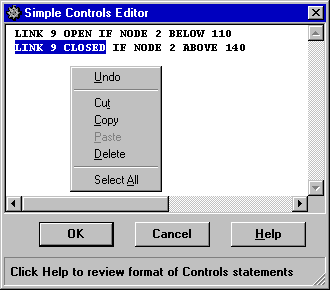 Simple Controls Editor
LINK 9 OPEN IF NODE 2 BELOW 110
LINK 9 CLOSED IF NODE 2 ABOVE 140
Undo
Cut
Copy
Paste
Delete
Select All
OK Cancel Help
Click Help to review format of Controls statements